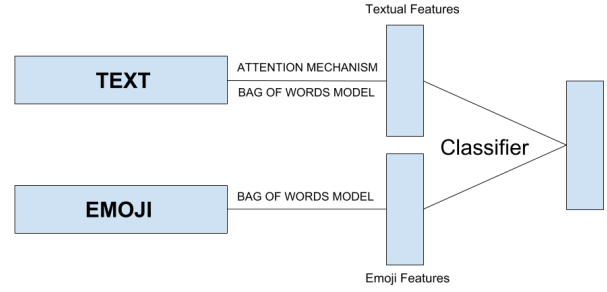 Textual Features
TEXT
ATTENTION MECHANISM
BAG OF WORDS MODEL
Classifier
EMOJI
BAG OF WORDS MODEL
Emoji Features